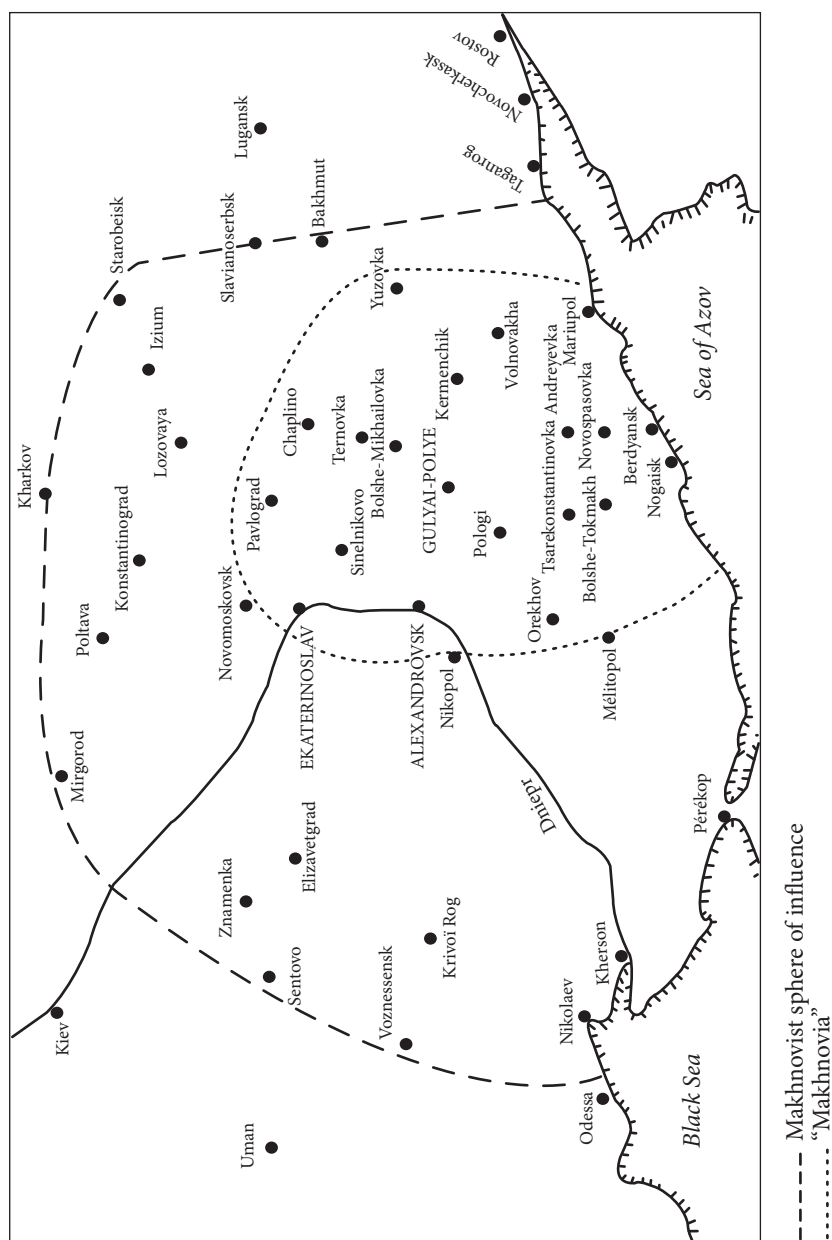 Kiev
Mirgorod
Poltava
Kharkov
Konstantinograd
Lozovaya
Izium
Starobeisk
Lugansk
Slavianoserbsk
Bakhmut
Uman
Sentovo
Znamenka
Elizavetgrad
Novomoskovsk
Pavlograd
EKATERINOSLAV
Sinelnikovo
Chaplino
Ternovka
Bolshe-Mikhailovka
Yuzovka
Voznessensk
Krivoï Rog
Nikopol
ALEXANDROVSK
GULYAI-POLYE
Kermenchik
Pologi
Volnovakha
Taganrog
Novocherkassk
Rostov
Dniepr
Orekhov
Tsarekonstantinovka
Andreyevka
Mariupol
Bolshe-Tokmakh
Novospasovka
Mélitopol
Berdyansk
Nogaisk
Odessa
Nikolaev
Kherson
Pérékop
Black Sea
Sea of Azov
Makhnovist sphere of influence
“Makhnovia”